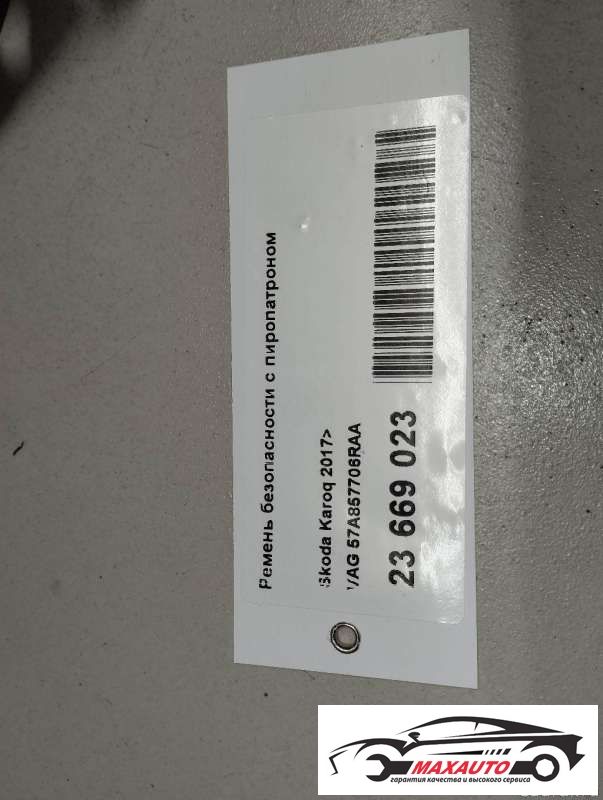 Ремень безопасности с пиропатроном
Skoda Karoq 2017>
VAG 57A857706RAA
23 669 023
MAXAUTO
гарантия качества и высокого сервиса